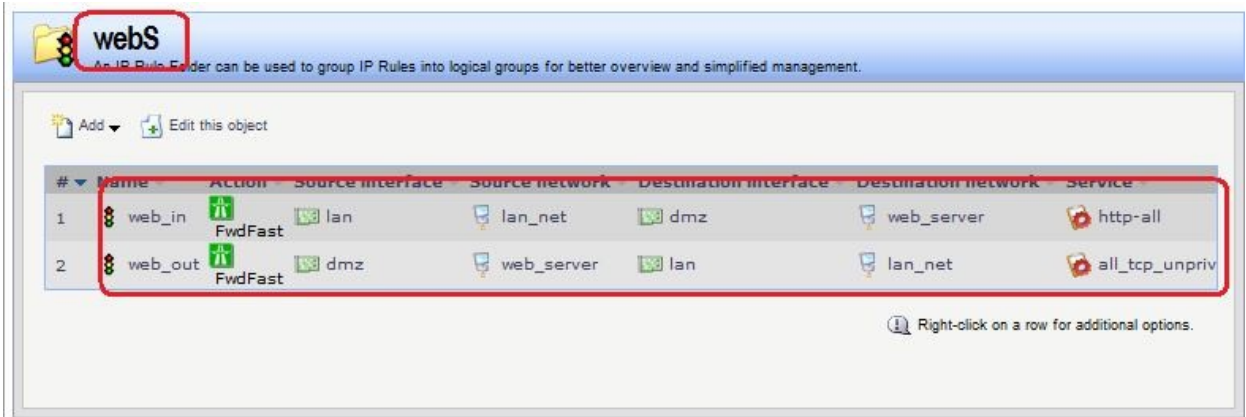 webS
An IP Rule Folder can be used to group IP Rules into logical groups for better overview and simplified management.
Add Edit this object
# Name Action Source interface Source network Destination interface Destination network Service
1 web_in FwdFast lan lan_net dmz web_server http-all
2 web_out FwdFast dmz web_server lan lan_net all_tcp_unpriv
Right-click on a row for additional options.